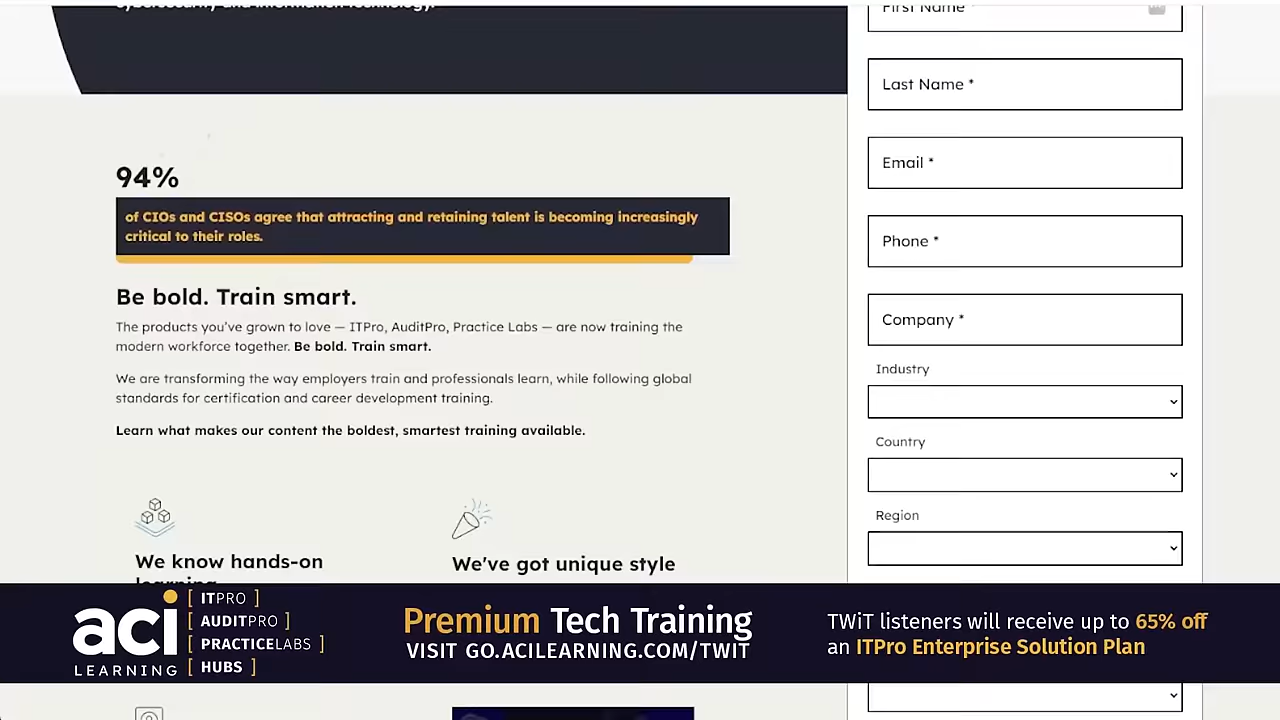 cybersecurity and information technology.
94%
of CIOs and CISOs agree that attracting and retaining talent is becoming increasingly
critical to their roles.
Be bold. Train smart.
The products you've grown to love — ITPro, AuditPro, Practice Labs — are now training the
modern workforce together. Be bold. Train smart.
We are transforming the way employers train and professionals learn, while following global
standards for certification and career development training.
Learn what makes our content the boldest, smartest training available.
We know hands-on
learning
We've got unique style
First Name
Last Name *
Email *
Phone *
Company *
Industry
Country
Region
aci
LEARNING
[ ITPRO ]
[ AUDITPRO ]
[ PRACTICELABS ]
[ HUBS ]
Premium Tech Training
VISIT GO.ACILEARNING.COM/TWIT
TWiT listeners will receive up to 65% off
an ITPro Enterprise Solution Plan